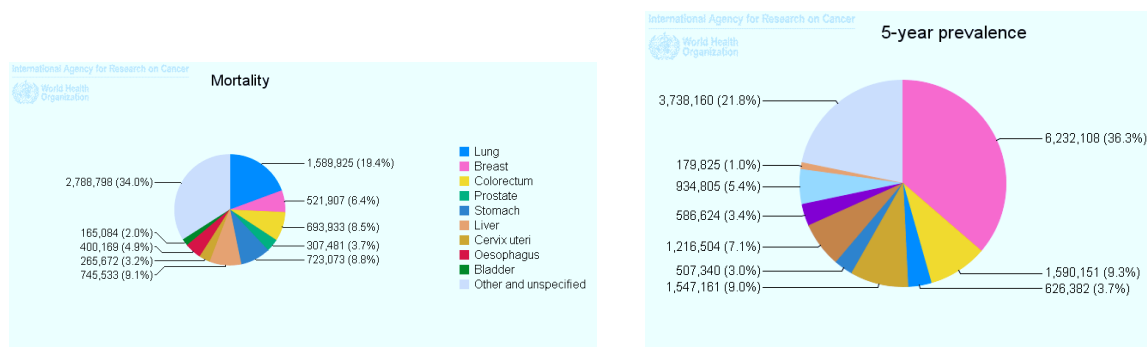 International Agency for Research on Cancer
World Health
Organization
Mortality
1,589,925 (19.4%)
2,788,798 (34.0%)
521,907 (6.4%)
693,933 (8.5%)
165,084 (2.0%)
307,481 (3.7%)
400,169 (4.9%)
723,073 (8.8%)
265,672 (3.2%)
745,533 (9.1%)
Lung
Breast
Colorectum
Prostate
Stomach
Liver
Cervix uteri
Oesophagus
Bladder
Other and unspecified
International Agency for Research on Cancer
World Health
Organization
5-year prevalence
3,738,160 (21.8%)
6,232,108 (36.3%)
179,825 (1.0%)
934,805 (5.4%)
586,624 (3.4%)
1,216,504 (7.1%)
507,340 (3.0%)
1,590,151 (9.3%)
1,547,161 (9.0%)
626,382 (3.7%)